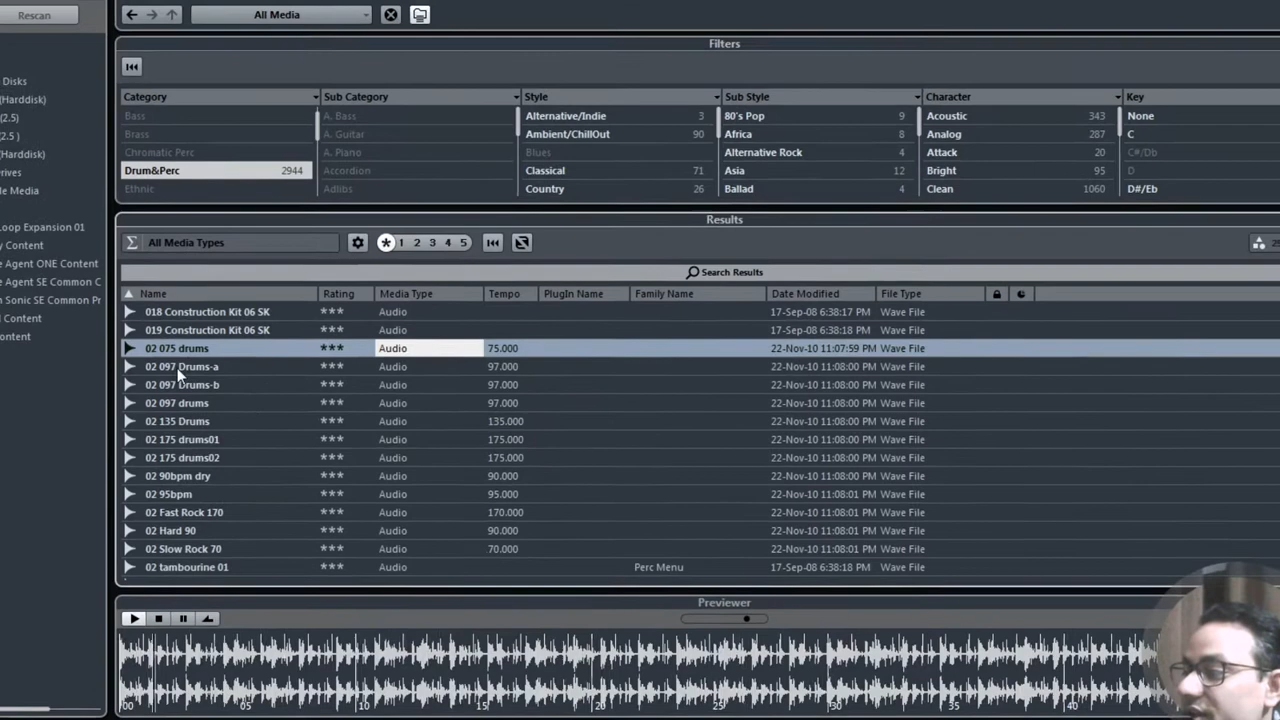 Rescan
All Media
Filters
Category Sub Category Style Sub Style Character Key
Bass A. Bass Alternative/Indie 3 80's Pop 9 Acoustic 343 None
Brass A. Guitar Ambient/ChillOut 90 Africa 8 Analog 287 C
Chromatic Perc A. Piano Blues Alternative Rock 4 Attack 20 C#/Db
Drum&Perc 2944 Accordion Classical 71 Asia 12 Bright 95 D
Ethnic Adlibs Country 26 Ballad 4 Clean 1060 D#/Eb
Disks
(Harddisk)
(2.5)
(2.5 )
(Harddisk)
rives
le Media
Loop Expansion 01
y Content
e Agent ONE Content
e Agent SE Common C
n Sonic SE Common Pr
l Content
ontent
Results
All Media Types 1 2 3 4 5
Search Results
Name Rating Media Type Tempo PlugIn Name Family Name Date Modified File Type
018 Construction Kit 06 SK *** Audio 17-Sep-08 6:38:17 PM Wave File
019 Construction Kit 06 SK *** Audio 17-Sep-08 6:38:18 PM Wave File
02 075 drums *** Audio 75.000 22-Nov-10 11:07:59 PM Wave File
02 097 Drums-a *** Audio 97.000 22-Nov-10 11:08:00 PM Wave File
02 097 Drums-b *** Audio 97.000 22-Nov-10 11:08:00 PM Wave File
02 097 drums *** Audio 97.000 22-Nov-10 11:08:00 PM Wave File
02 135 Drums *** Audio 135.000 22-Nov-10 11:08:00 PM Wave File
02 175 drums01 *** Audio 175.000 22-Nov-10 11:08:00 PM Wave File
02 175 drums02 *** Audio 175.000 22-Nov-10 11:08:00 PM Wave File
02 90bpm dry *** Audio 90.000 22-Nov-10 11:08:00 PM Wave File
02 95bpm *** Audio 95.000 22-Nov-10 11:08:01 PM Wave File
02 Fast Rock 170 *** Audio 170.000 22-Nov-10 11:08:01 PM Wave File
02 Hard 90 *** Audio 90.000 22-Nov-10 11:08:01 PM Wave File
02 Slow Rock 70 *** Audio 70.000 22-Nov-10 11:08:01 PM Wave File
02 tambourine 01 *** Audio Perc Menu 17-Sep-08 6:38:18 PM Wave File
Previewer
00 05 10 15 20 25 30 35 40